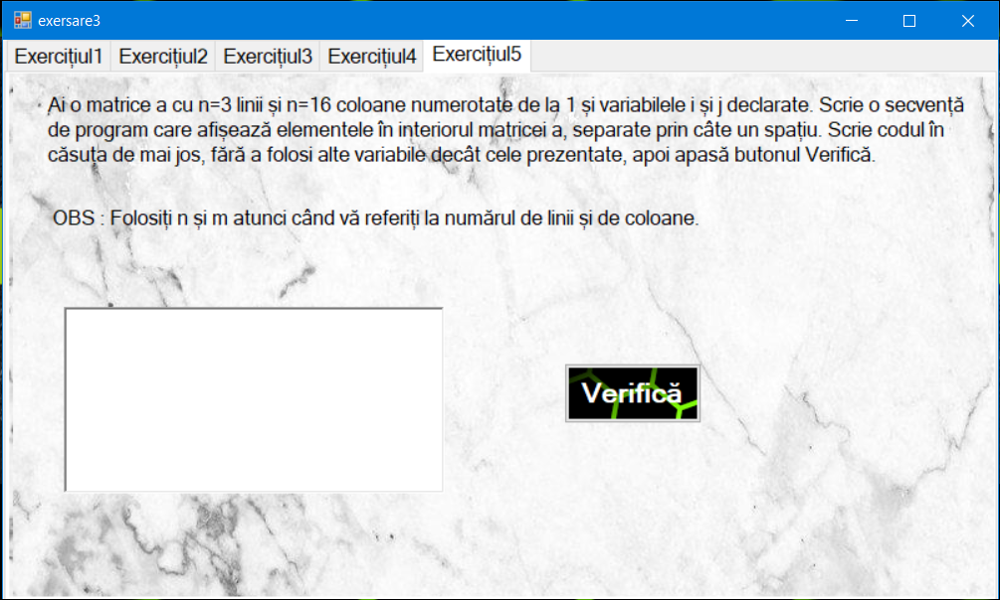 exersare3
Exercițiul1 Exercițiul2 Exercițiul3 Exercițiul4 Exercițiul5
Ai o matrice a cu n=3 linii și n=16 coloane numerotate de la 1 și variabilele i și j declarate. Scrie o secvență
de program care afișează elementele în interiorul matricei a, separate prin câte un spațiu. Scrie codul în
căsuța de mai jos, fără a folosi alte variabile decât cele prezentate, apoi apasă butonul Verifică.
OBS : Folosiți n și m atunci când vă referiți la numărul de linii și de coloane.
Verifică